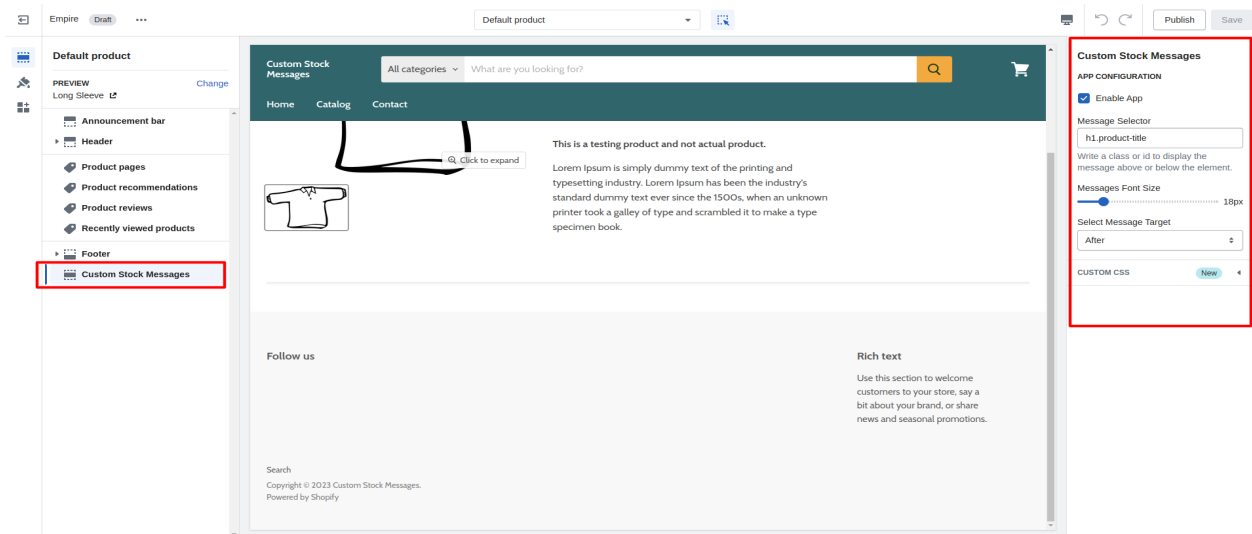 Empire Draft
Default product
Publish
Save
Default product
PREVIEW
Change
Long Sleeve
Announcement bar
Header
Product pages
Product recommendations
Product reviews
Recently viewed products
Footer
Custom Stock Messages
Custom Stock
Messages
All categories
What are you looking for?
Home Catalog Contact
Click to expand
This is a testing product and not actual product.
Lorem Ipsum is simply dummy text of the printing and
typesetting industry. Lorem Ipsum has been the industry's
standard dummy text ever since the 1500s, when an unknown
printer took a galley of type and scrambled it to make a type
specimen book.
Follow us
Rich text
Use this section to welcome
customers to your store, say a
bit about your brand, or share
news and seasonal promotions.
Search
Copyright © 2023 Custom Stock Messages.
Powered by Shopify
Custom Stock Messages
APP CONFIGURATION
Enable App
Message Selector
h1.product-title
Write a class or id to display the
message above or below the element.
Messages Font Size
18px
Select Message Target
After
CUSTOM CSS
New